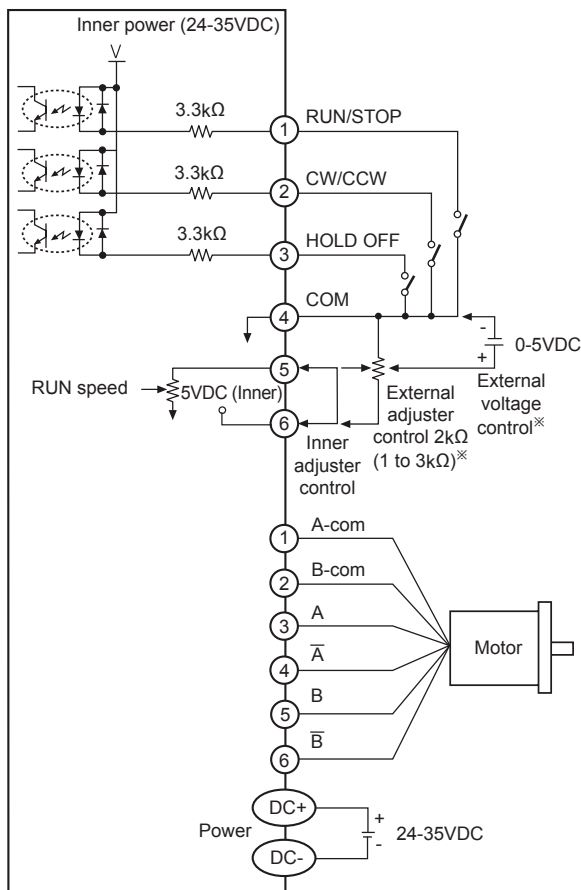 Inner power (24-35VDC)
V
3.3kΩ
1
RUN/STOP
3.3kΩ
2
CW/CCW
3.3kΩ
3
HOLD OFF
4
COM
-
+
0-5VDC
RUN speed
5VDC (Inner)
5
6
Inner
adjuster
control
External
adjuster
control 2kΩ
(1 to 3kΩ)※
External
voltage
control※
1
A-com
2
B-com
3
A
4
A̅
5
B
6
B̅
Motor
Power
DC+
DC-
+
-
24-35VDC